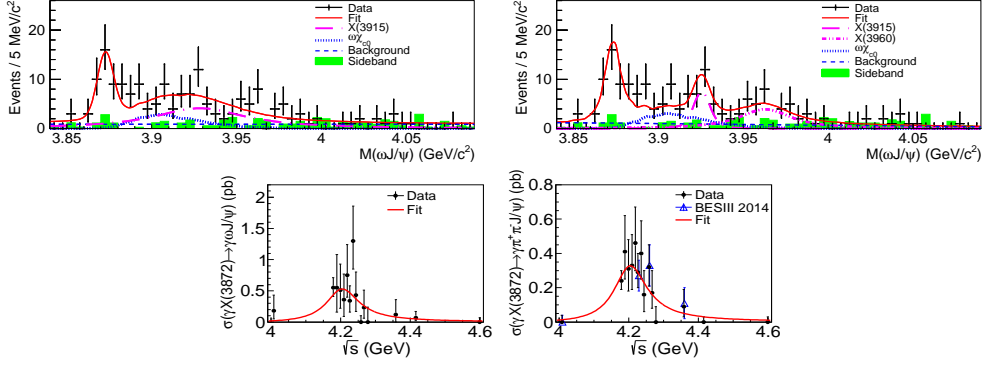 Events / 5 MeV/c²
20
10
0
Data
Fit
X(3915)
ωχc0
Background
Sideband
3.85 3.9 3.95 4 4.05
M(ωJ/ψ) (GeV/c²)
Events / 5 MeV/c²
20
10
0
Data
Fit
X(3915)
X(3960)
ωχc0
Background
Sideband
3.85 3.9 3.95 4 4.05
M(ωJ/ψ) (GeV/c²)
σ(γX(3872)→γωJ/ψ) (pb)
2
1.5
1
0.5
0
Data
Fit
4 4.2 4.4 4.6
√s (GeV)
σ(γX(3872)→γπ⁺πJ/ψ) (pb)
0.8
0.6
0.4
0.2
0
Data
BESIII 2014
Fit
4 4.2 4.4 4.6
√s (GeV)